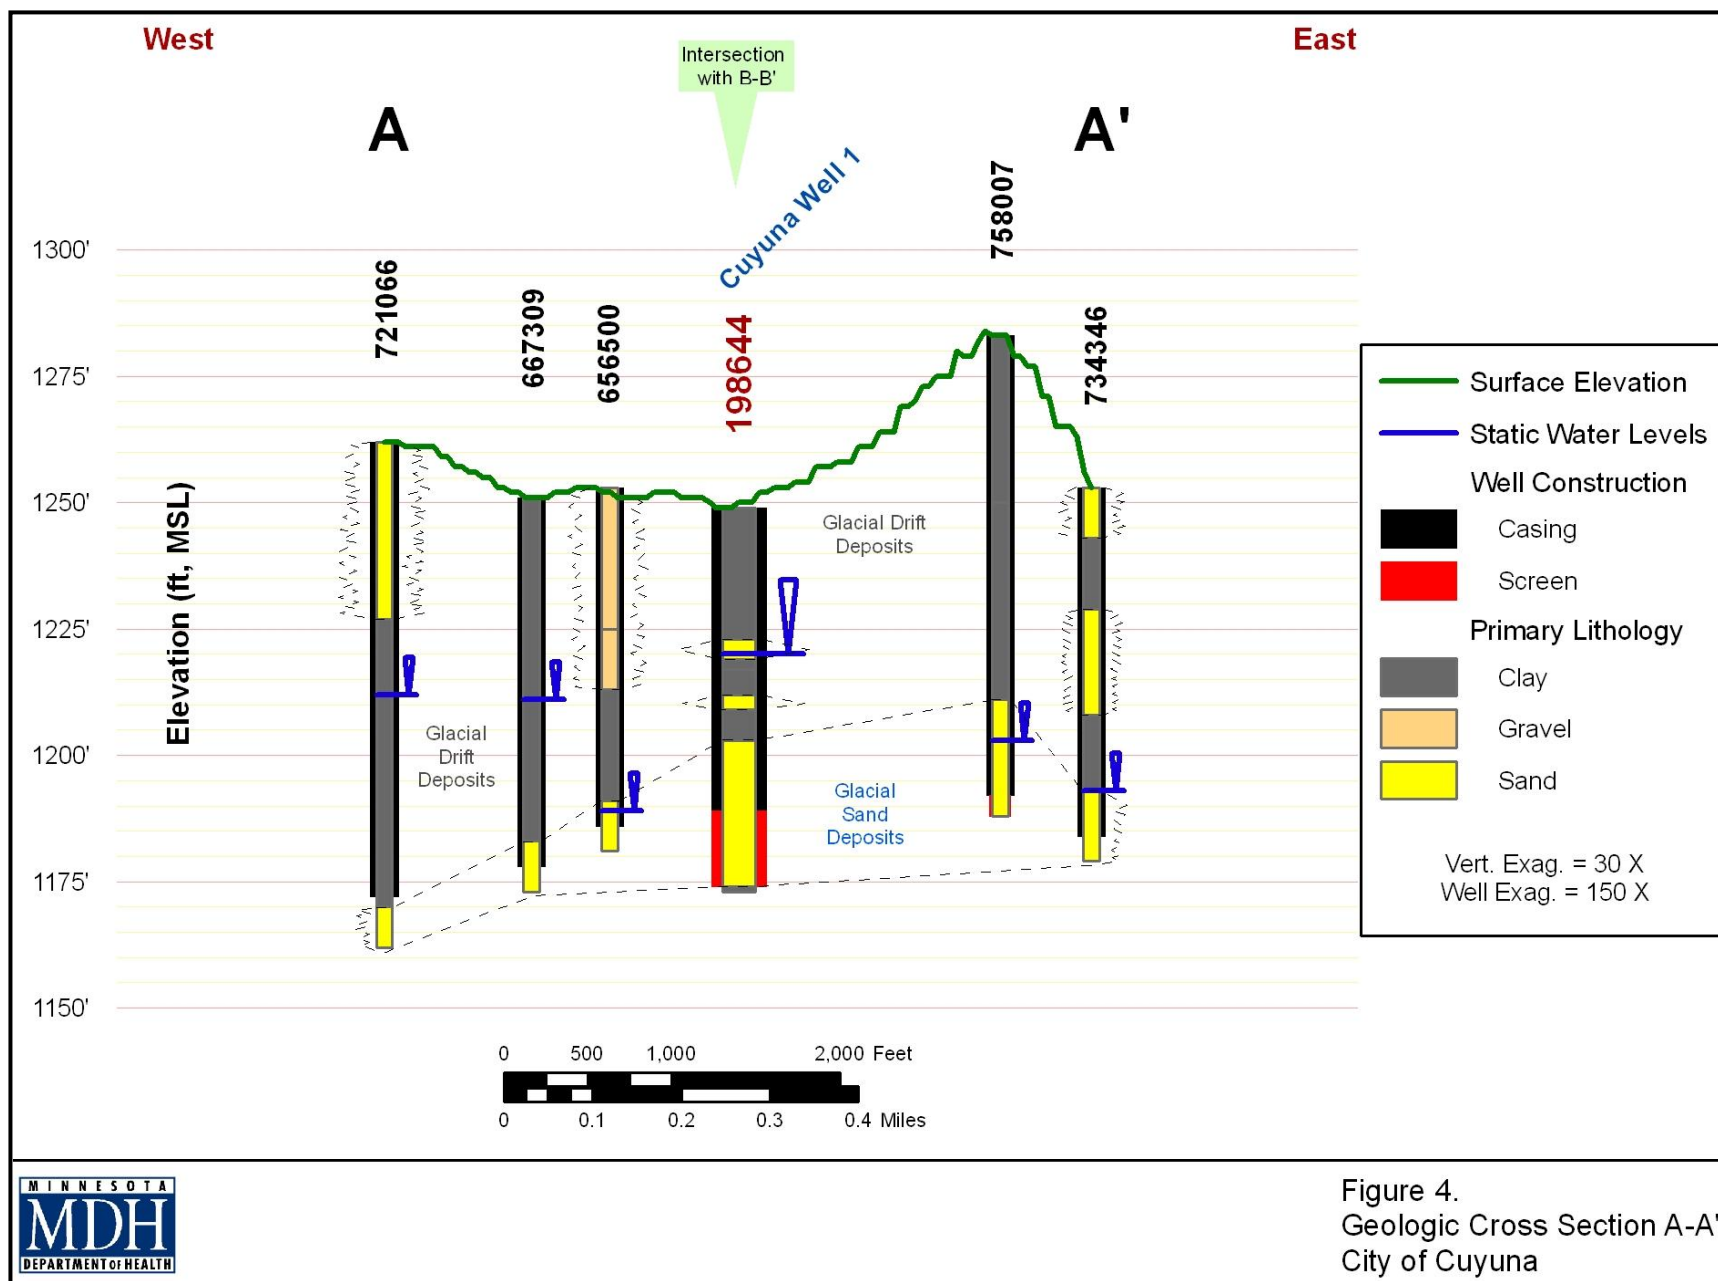 West
East
Intersection
with B-B'
A
A'
Cuyuna Well 1
721066
667309
656500
198644
758007
734346
1300'
1275'
1250'
1225'
1200'
1175'
1150'
Elevation (ft, MSL)
Glacial Drift
Deposits
Glacial
Drift
Deposits
Glacial
Sand
Deposits
Surface Elevation
Static Water Levels
Well Construction
Casing
Screen
Primary Lithology
Clay
Gravel
Sand
Vert. Exag. = 30 X
Well Exag. = 150 X
0 500 1,000 2,000 Feet
0 0.1 0.2 0.3 0.4 Miles
MINNESOTA
MDH
DEPARTMENT OF HEALTH
Figure 4.
Geologic Cross Section A-A'
City of Cuyuna